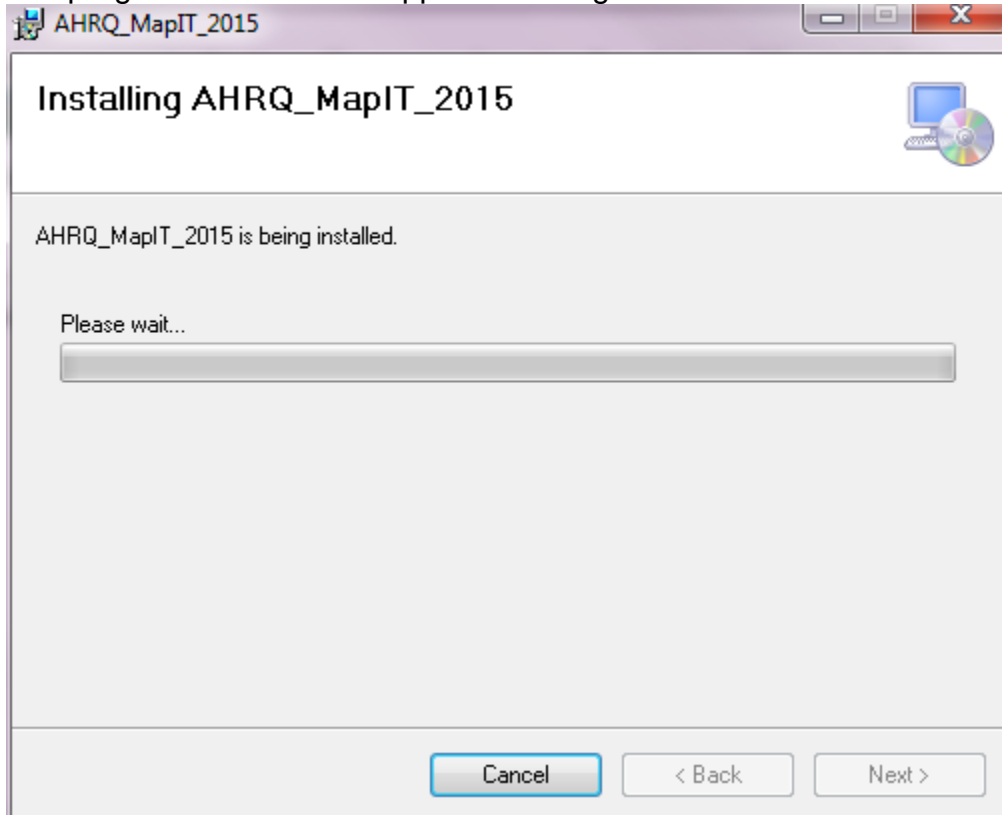 AHRQ_MapIT_2015
Installing AHRQ_MapIT_2015
AHRQ_MapIT_2015 is being installed.
Please wait...
Cancel
< Back
Next >